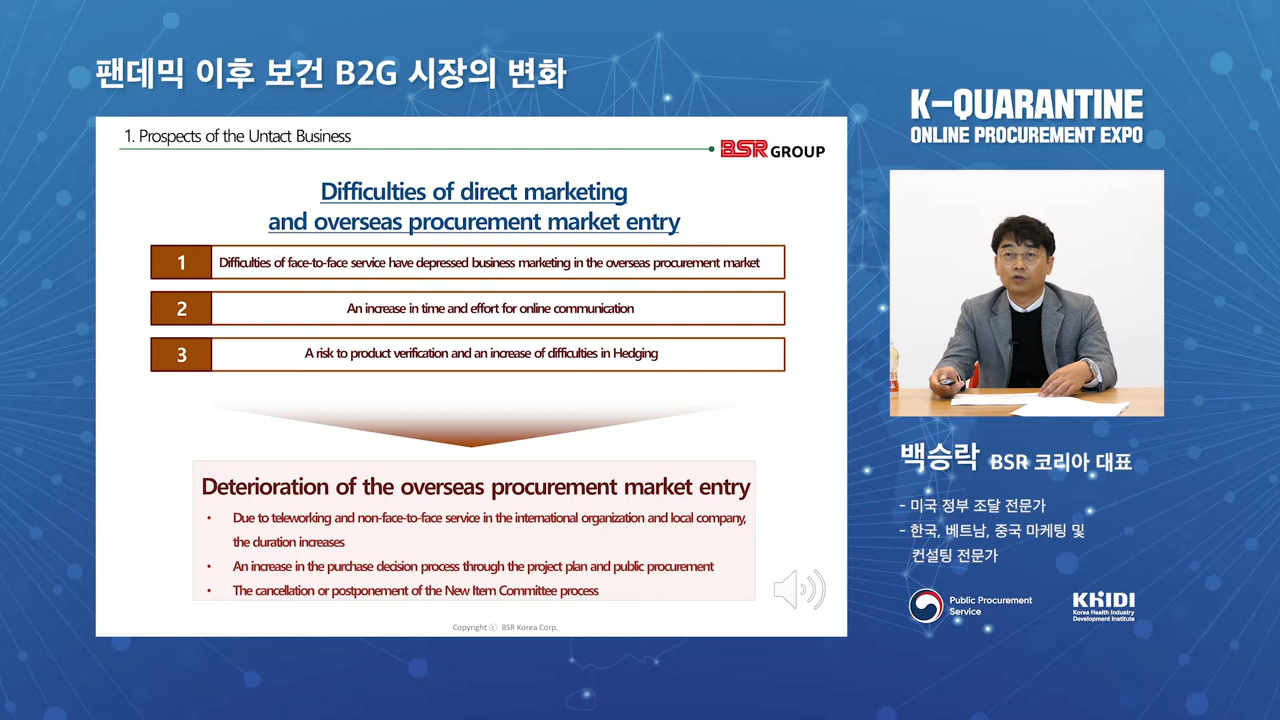 팬데믹 이후 보건 B2G 시장의 변화
1. Prospects of the Untact Business
BSR GROUP
Difficulties of direct marketing
and overseas procurement market entry
1 Difficulties of face-to-face service have depressed business marketing in the overseas procurement market
2 An increase in time and effort for online communication
3 A risk to product verification and an increase of difficulties in Hedging
Deterioration of the overseas procurement market entry
• Due to teleworking and non-face-to-face service in the international organization and local company,
the duration increases
• An increase in the purchase decision process through the project plan and public procurement
• The cancellation or postponement of the New Item Committee process
Copyright ⓒ BSR Korea Corp.
K-QUARANTINE
ONLINE PROCUREMENT EXPO
백승락 BSR 코리아 대표
- 미국 정부 조달 전문가
- 한국, 베트남, 중국 마케팅 및
컨설팅 전문가
Public Procurement
Service
KHIDI
Korea Health Industry
Development Institute